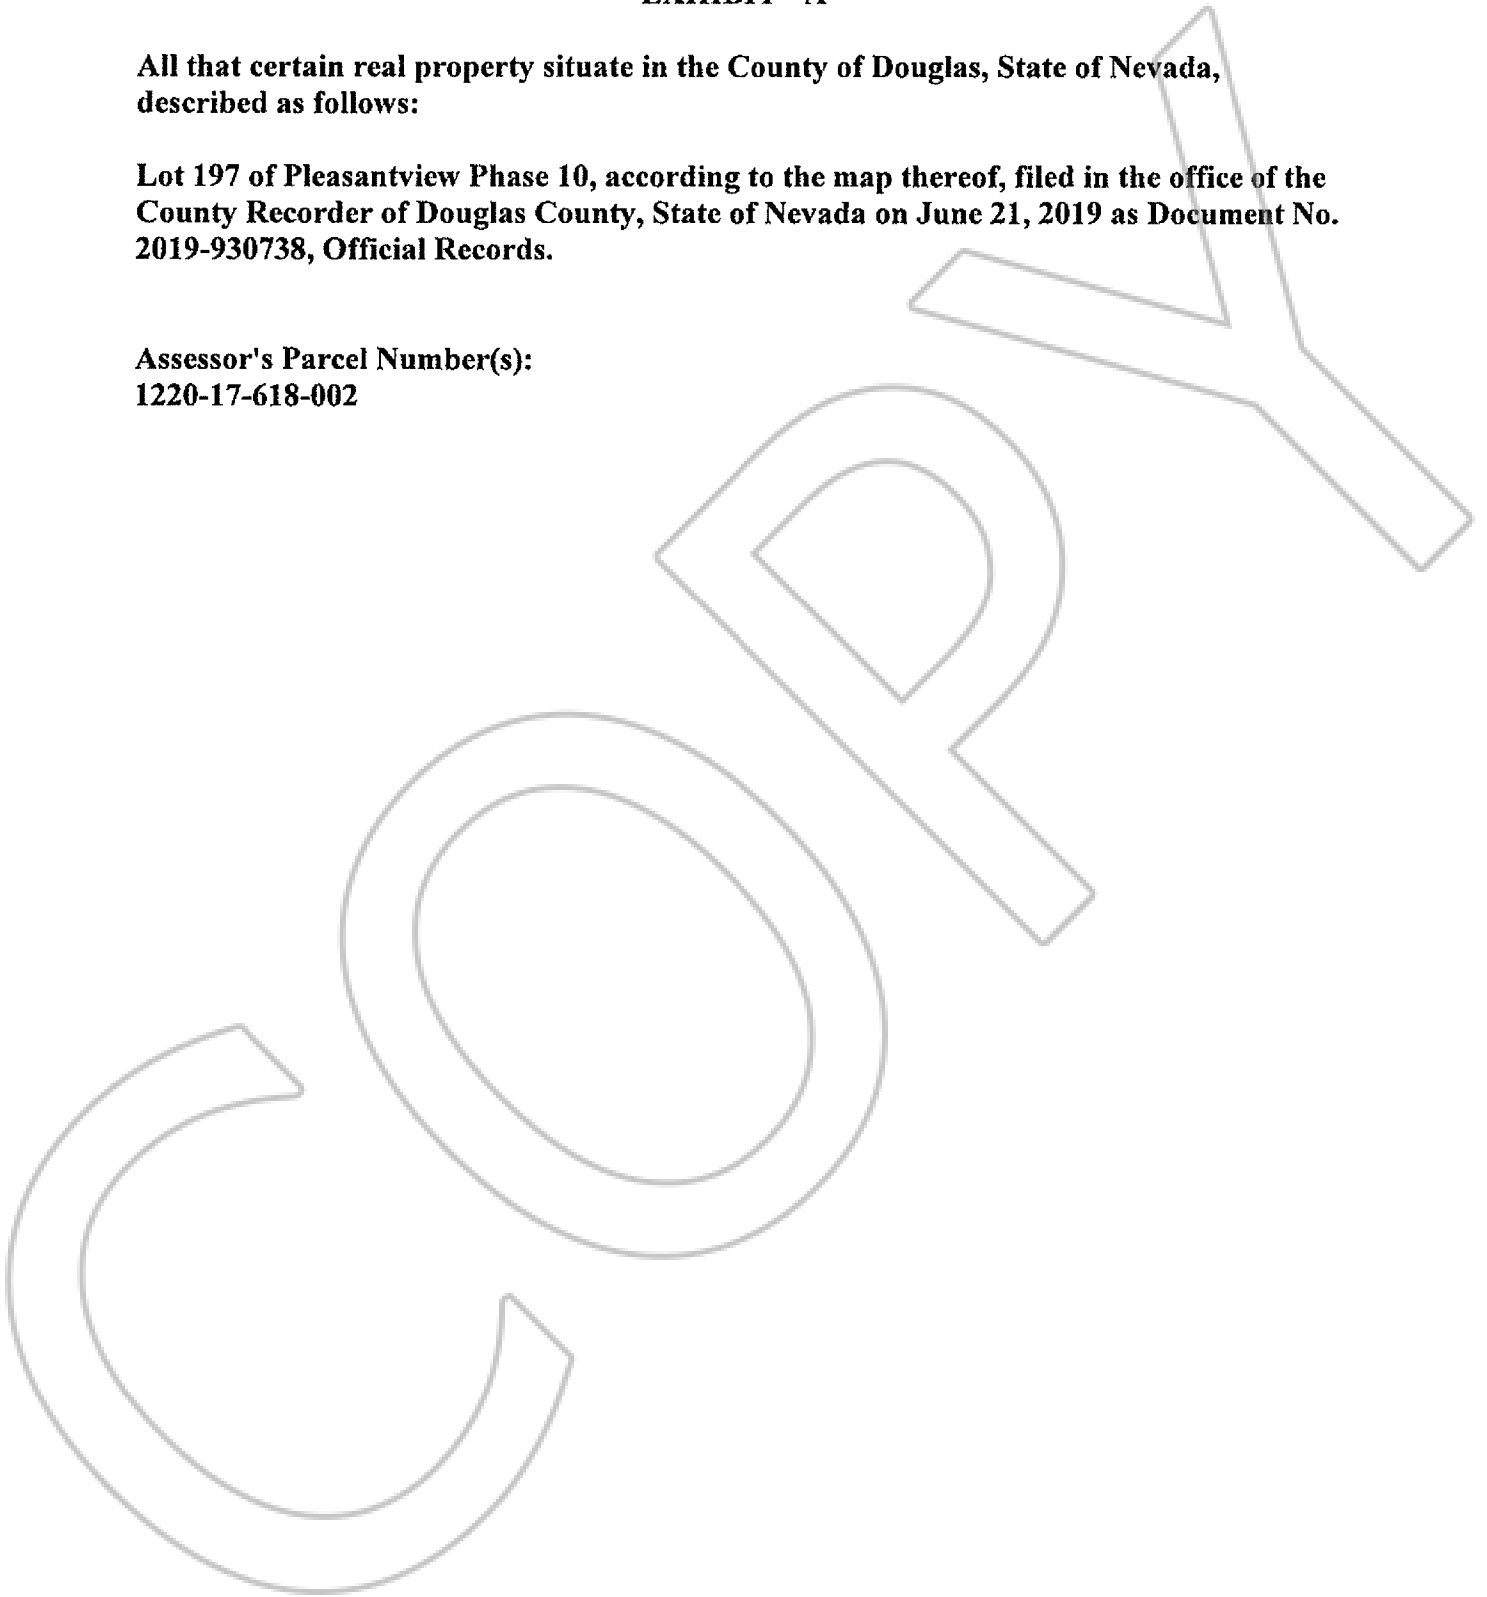 All that certain real property situate in the County of Douglas, State of Nevada,
described as follows:
Lot 197 of Pleasantview Phase 10, according to the map thereof, filed in the office of the
County Recorder of Douglas County, State of Nevada on June 21, 2019 as Document No.
2019-930738, Official Records.
Assessor's Parcel Number(s):
1220-17-618-002
COPY